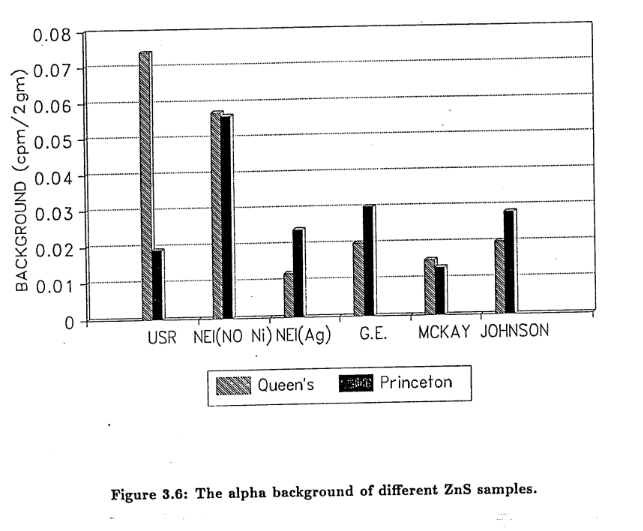 0.08
0.07
0.06
0.05
0.04
0.03
0.02
0.01
0
BACKGROUND (cpm/2gm)
USR NEI(NO Ni) NEI(Ag) G.E. MCKAY JOHNSON
Queen's Princeton
Figure 3.6: The alpha background of different ZnS samples.